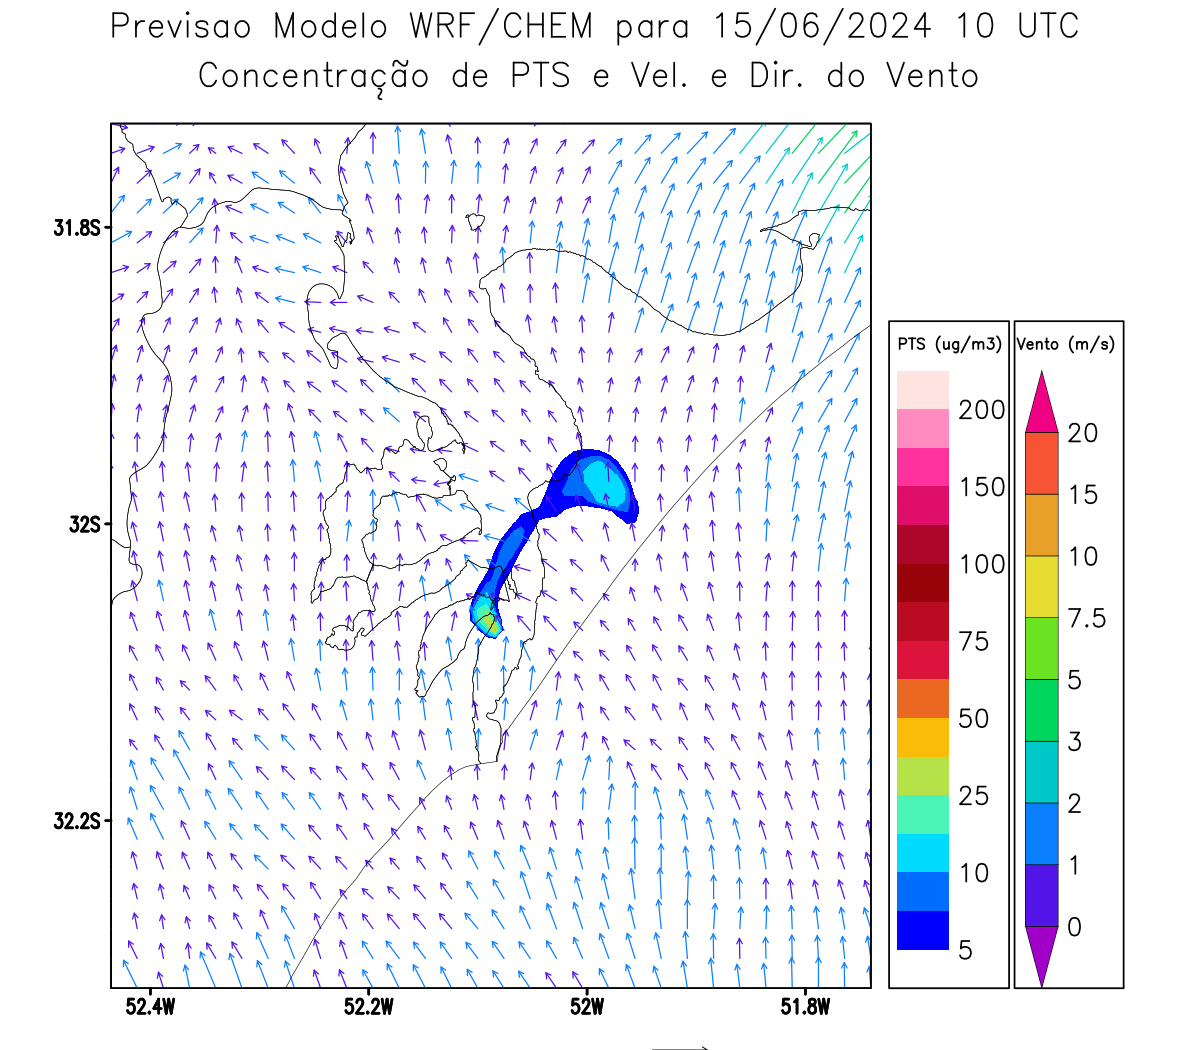 Previsao Modelo WRF/CHEM para 15/06/2024 10 UTC
Concentração de PTS e Vel. e Dir. do Vento
31.8S
32S
32.2S
52.4W
52.2W
52W
51.8W
PTS (ug/m3)
200
150
100
75
50
25
10
5
Vento (m/s)
20
15
10
7.5
5
3
2
1
0